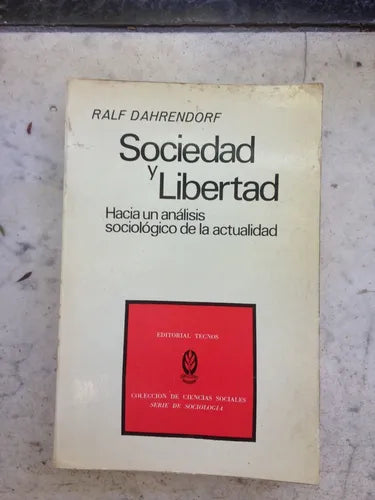 RALF DAHRENDORF
Sociedad
y
Libertad
Hacia un análisis
sociológico de la actualidad
EDITORIAL TECNOS
COLECCION DE CIENCIAS SOCIALES
SERIE DE SOCIOLOGIA